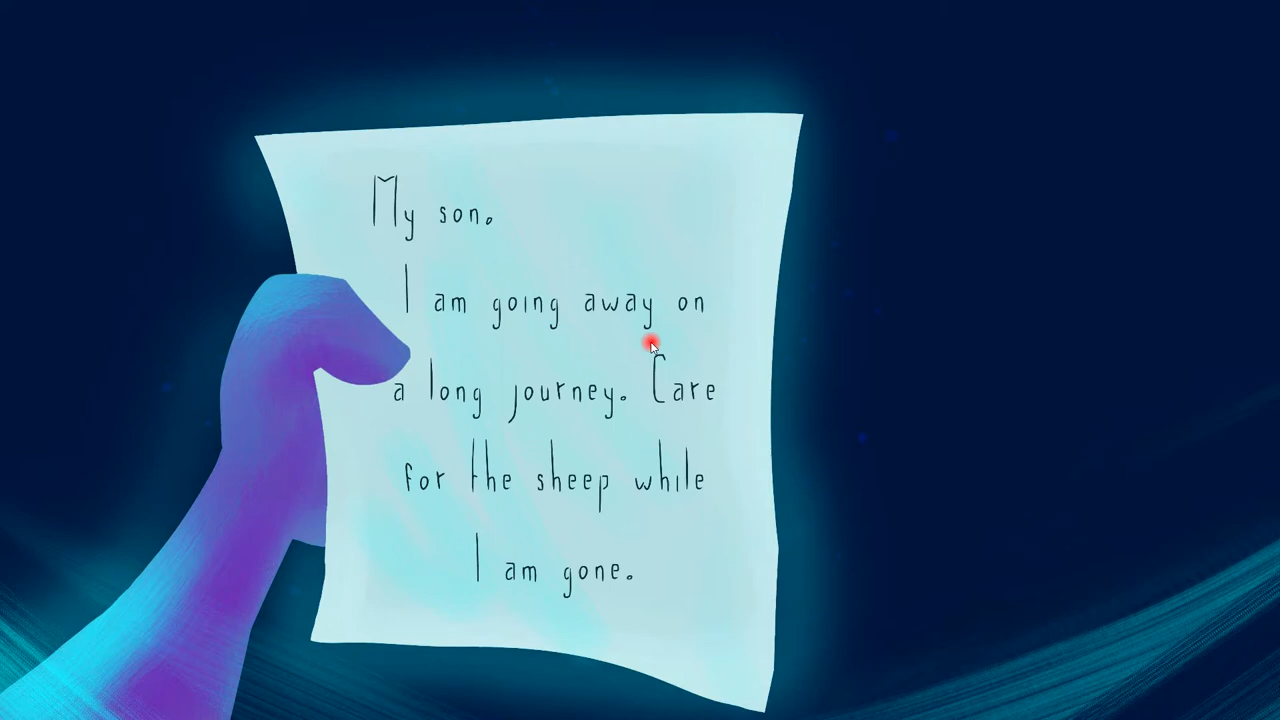 My son.
I am going away on
a long journey. Care
for the sheep while
I am gone.